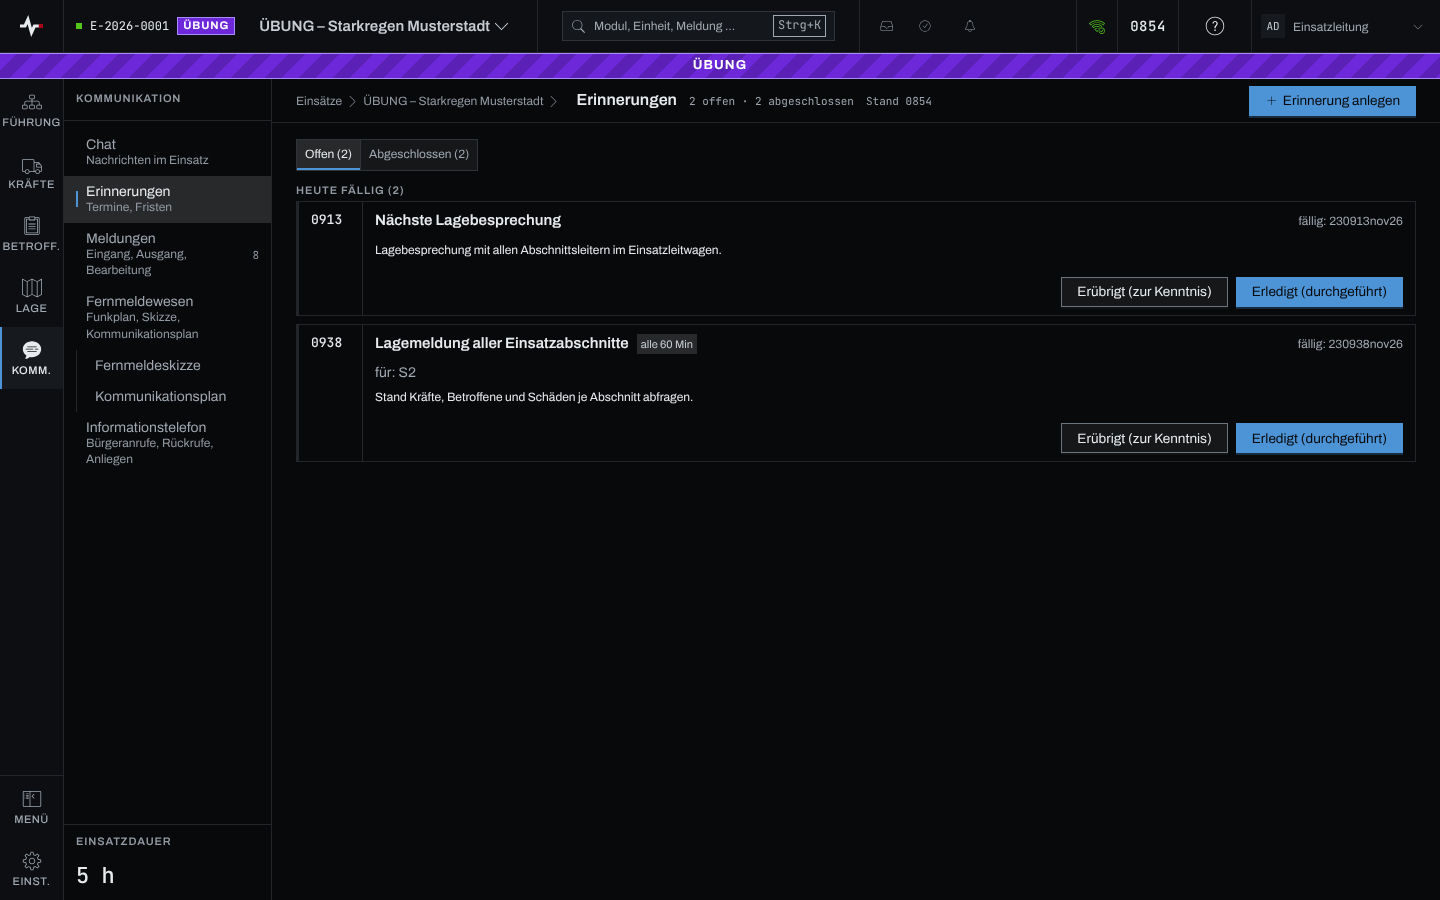 E-2026-0001 ÜBUNG ÜBUNG – Starkregen Musterstadt Modul, Einheit, Meldung ... Strg+K 0854 ? AD Einsatzleitung
ÜBUNG
FÜHRUNG
KRÄFTE
BETROFF.
LAGE
KOMM.
MENÜ
EINST.
KOMMUNIKATION
Chat
Nachrichten im Einsatz
Erinnerungen
Termine, Fristen
Meldungen
Eingang, Ausgang, 8
Bearbeitung
Fernmeldewesen
Funkplan, Skizze,
Kommunikationsplan
Fernmeldeskizze
Kommunikationsplan
Informationstelefon
Bürgeranrufe, Rückrufe,
Anliegen
EINSATZDAUER
5 h
Einsätze ÜBUNG – Starkregen Musterstadt Erinnerungen 2 offen · 2 abgeschlossen Stand 0854 + Erinnerung anlegen
Offen (2) Abgeschlossen (2)
HEUTE FÄLLIG (2)
0913 Nächste Lagebesprechung fällig: 230913nov26
Lagebesprechung mit allen Abschnittsleitern im Einsatzleitwagen.
Erübrigt (zur Kenntnis) Erledigt (durchgeführt)
0938 Lagemeldung aller Einsatzabschnitte alle 60 Min fällig: 230938nov26
für: S2
Stand Kräfte, Betroffene und Schäden je Abschnitt abfragen.
Erübrigt (zur Kenntnis) Erledigt (durchgeführt)